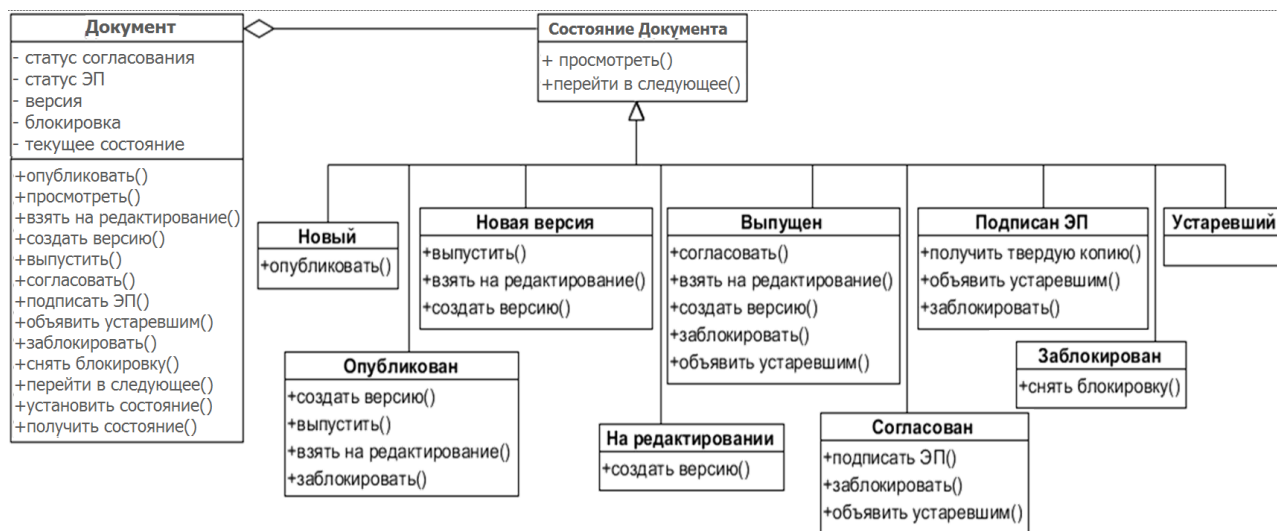 Документ
- статус согласования
- статус ЭП
- версия
- блокировка
- текущее состояние
+опубликовать()
+просмотреть()
+взять на редактирование()
+создать версию()
+выпустить()
+согласовать()
+подписать ЭП()
+объявить устаревшим()
+заблокировать()
+снять блокировку()
+перейти в следующее()
+установить состояние()
+получить состояние()
Состояние Документа
+ просмотреть()
+перейти в следующее()
Новый
+опубликовать()
Новая версия
+выпустить()
+взять на редактирование()
+создать версию()
Выпущен
+согласовать()
+взять на редактирование()
+создать версию()
+заблокировать()
+объявить устаревшим()
Подписан ЭП
+получить твердую копию()
+объявить устаревшим()
+заблокировать()
Устаревший
Опубликован
+создать версию()
+выпустить()
+взять на редактирование()
+заблокировать()
На редактировании
+создать версию()
Согласован
+подписать ЭП()
+заблокировать()
+объявить устаревшим()
Заблокирован
+снять блокировку()